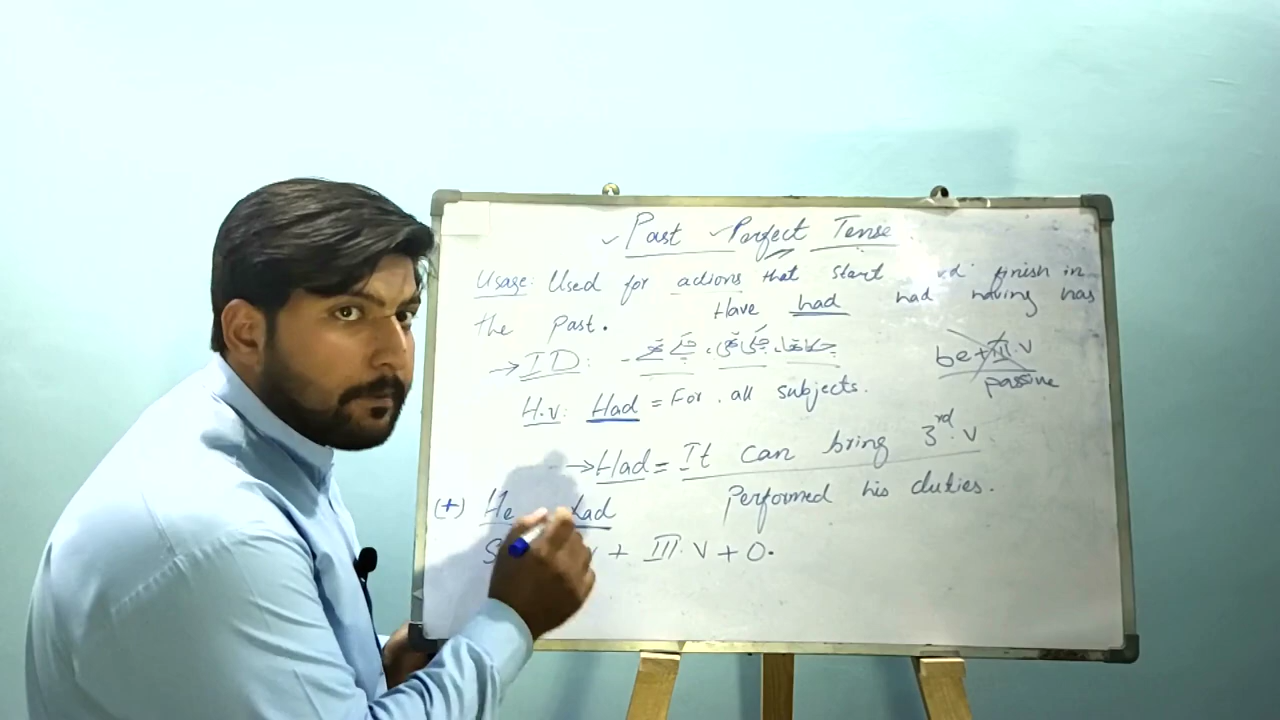 Past Perfect Tense
Usage: Used for actions that start finish in
the past. Have had had having has
→ ID: چکا تھا، چکی تھی، چکے تھے -
be+III.V
passive
H.V: Had = For all subjects.
→ Had = It can bring 3rd. V
(+) He Had Performed his duties.
S + III. V + O.